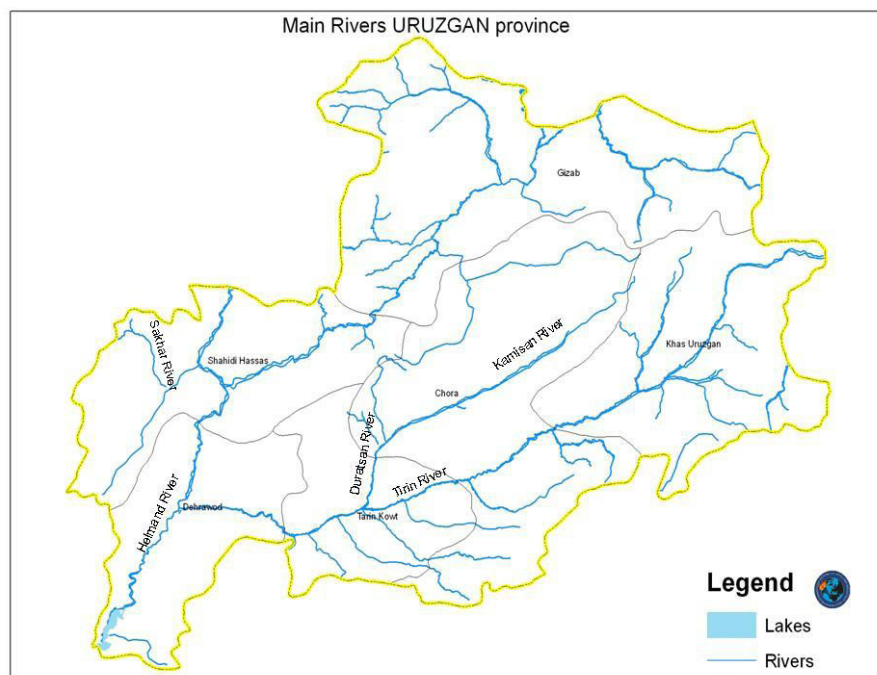 Main Rivers URUZGAN province
Gizab
Sakhar River
Shahidi Hassas
Kamisan River
Khas Uruzgan
Chora
Duratsan River
Tirin River
Helmand River
Dehrawod
Tarin Kowt
Legend
Lakes
Rivers